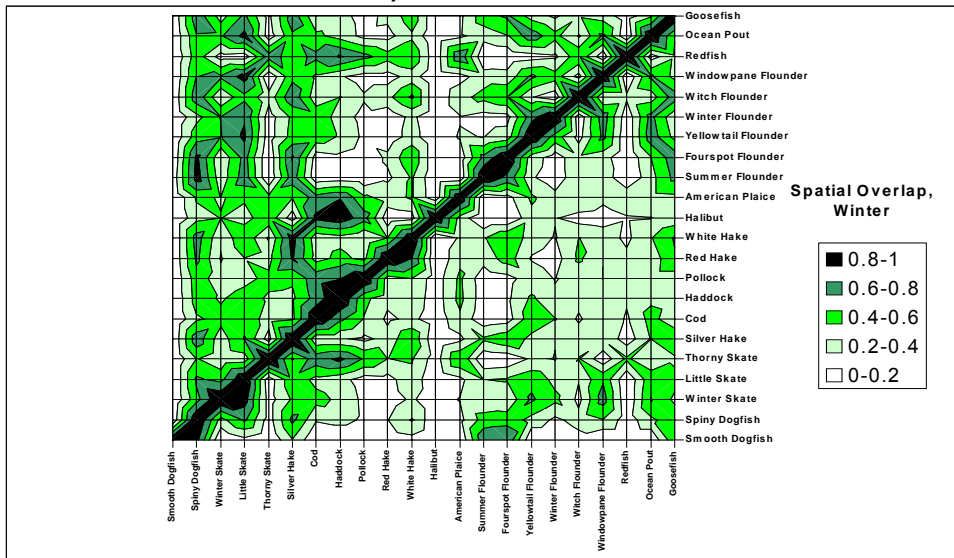 Goosefish
Ocean Pout
Redfish
Windowpane Flounder
Witch Flounder
Winter Flounder
Yellowtail Flounder
Fourspot Flounder
Summer Flounder
American Plaice
Halibut
White Hake
Red Hake
Pollock
Haddock
Cod
Silver Hake
Thorny Skate
Little Skate
Winter Skate
Spiny Dogfish
Smooth Dogfish
Spatial Overlap,
Winter
0.8-1
0.6-0.8
0.4-0.6
0.2-0.4
0-0.2
Smooth Dogfish
Spiny Dogfish
Winter Skate
Little Skate
Thorny Skate
Silver Hake
Cod
Haddock
Pollock
Red Hake
White Hake
Halibut
American Plaice
Summer Flounder
Fourspot Flounder
Yellowtail Flounder
Winter Flounder
Witch Flounder
Windowpane Flounder
Redfish
Ocean Pout
Goosefish